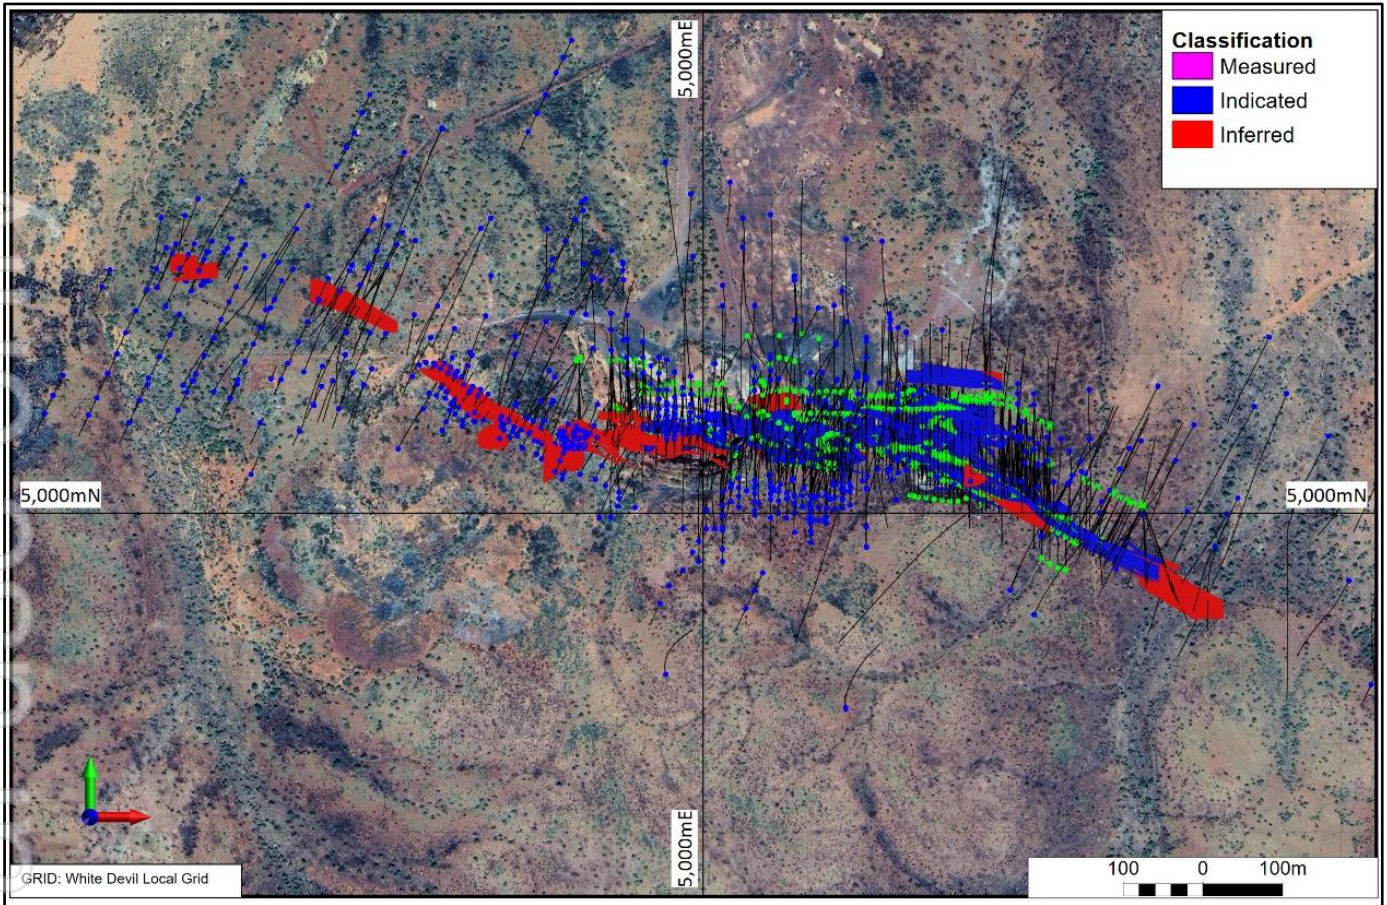 Classification
Measured
Indicated
Inferred
5,000mE
5,000mN
5,000mN
5,000mE
GRID: White Devil Local Grid
100 0 100m